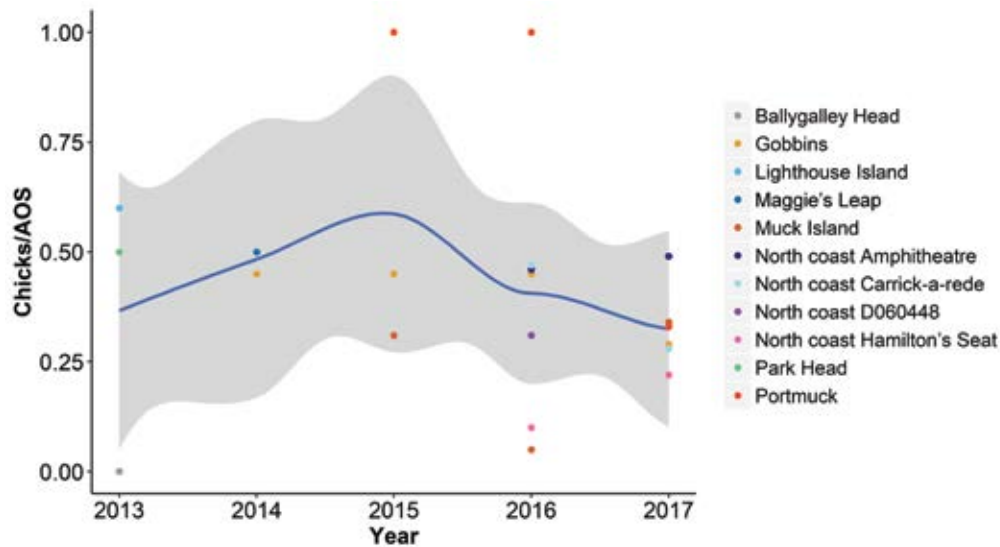 1.00
0.75
0.50
0.25
0.00
Chicks/AOS
2013 2014 2015 2016 2017
Year
Ballygalley Head
Gobbins
Lighthouse Island
Maggie's Leap
Muck Island
North coast Amphitheatre
North coast Carrick-a-rede
North coast D060448
North coast Hamilton's Seat
Park Head
Portmuck